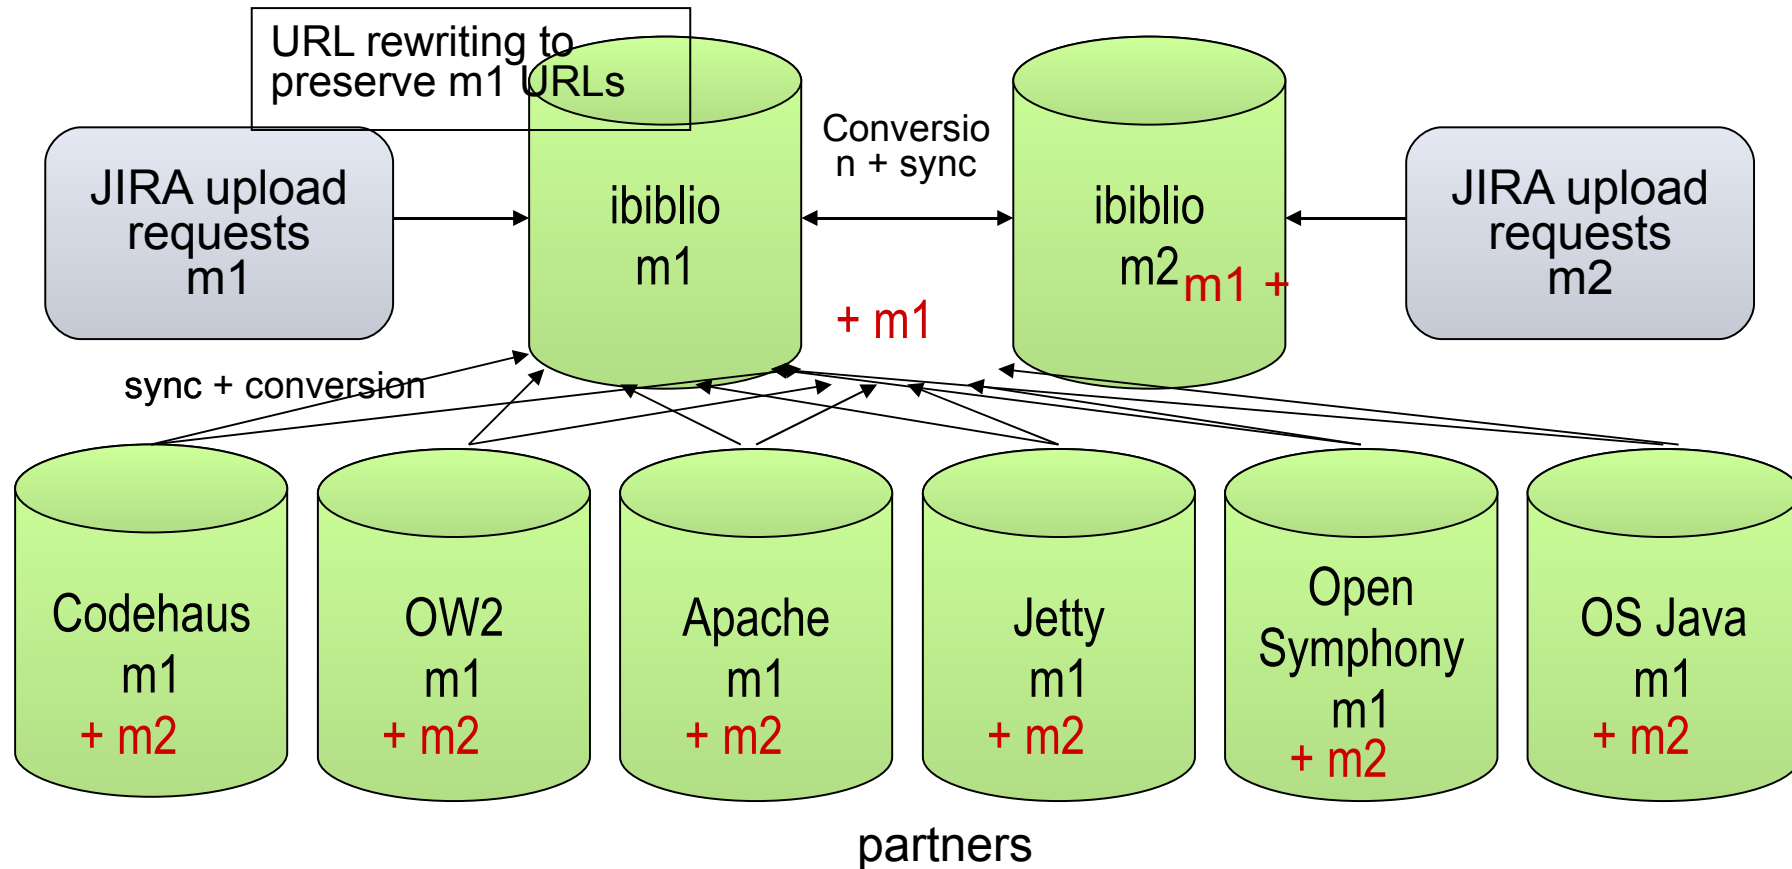 URL rewriting to
preserve m1 URLs
JIRA upload
requests
m1
ibiblio
m1
Conversio
n + sync
ibiblio
m2
m1 +
JIRA upload
requests
m2
+ m1
sync + conversion
Codehaus
m1
+ m2
OW2
m1
+ m2
Apache
m1
+ m2
Jetty
m1
+ m2
Open
Symphony
m1
+ m2
OS Java
m1
+ m2
partners